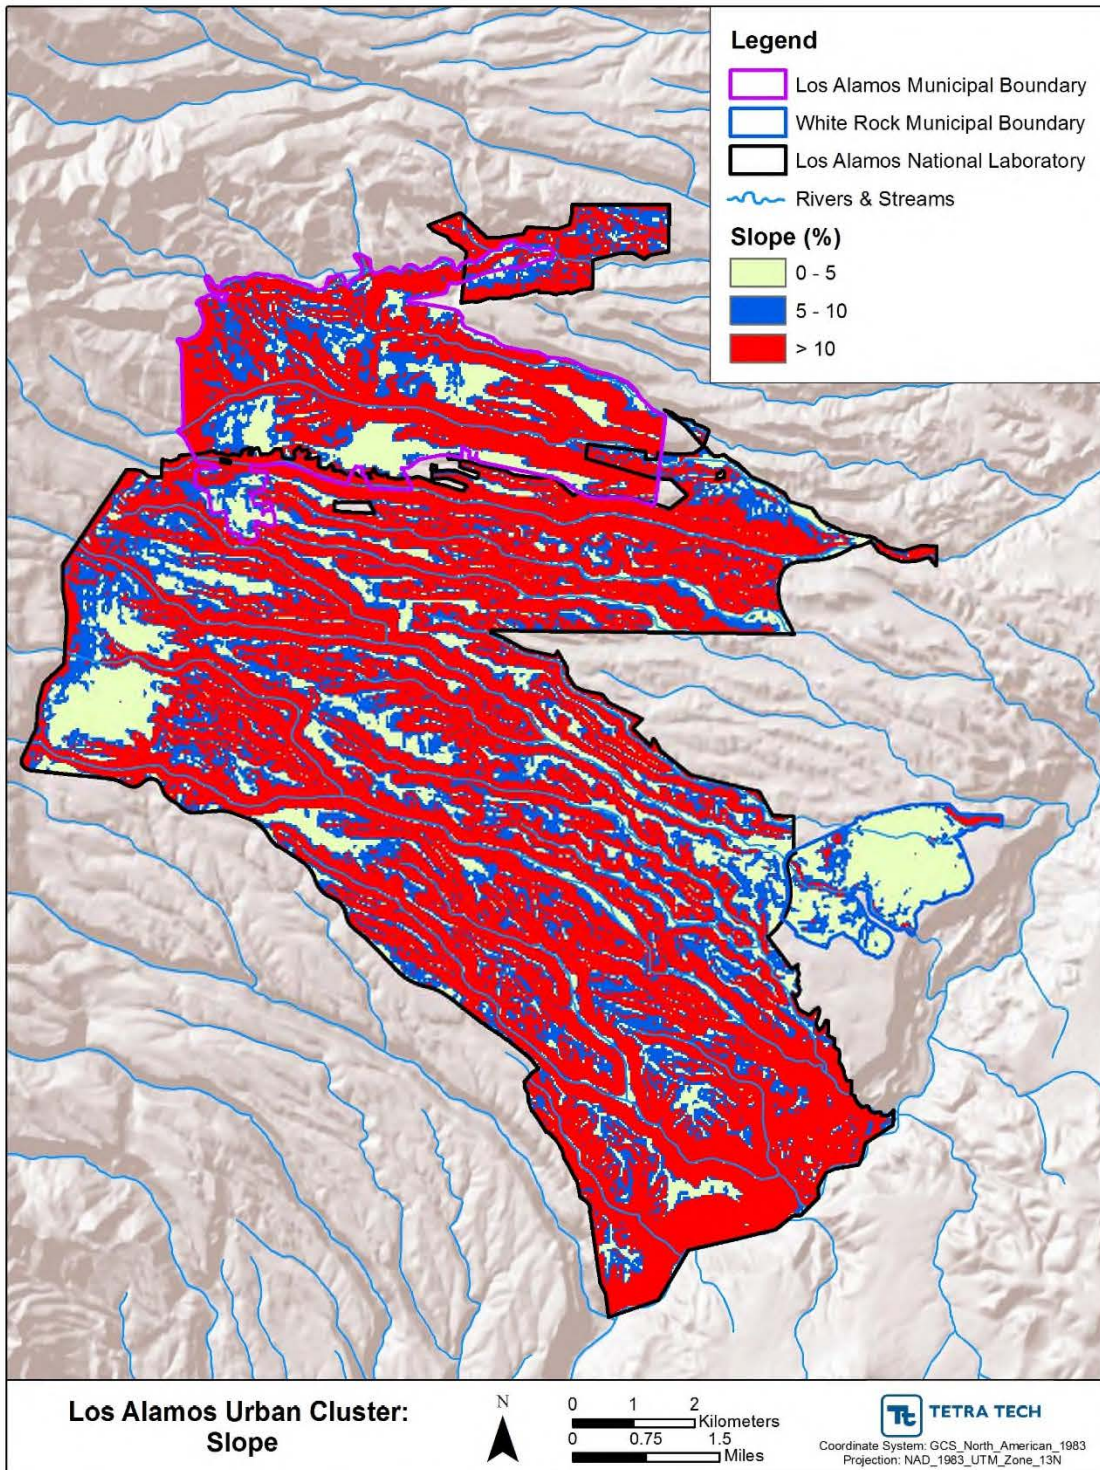 Legend
Los Alamos Municipal Boundary
White Rock Municipal Boundary
Los Alamos National Laboratory
Rivers & Streams
Slope (%)
0 - 5
5 - 10
> 10
Los Alamos Urban Cluster:
Slope
N
0 1 2
Kilometers
0 0.75 1.5
Miles
Tt TETRA TECH
Coordinate System: GCS_North_American_1983
Projection: NAD_1983_UTM_Zone_13N